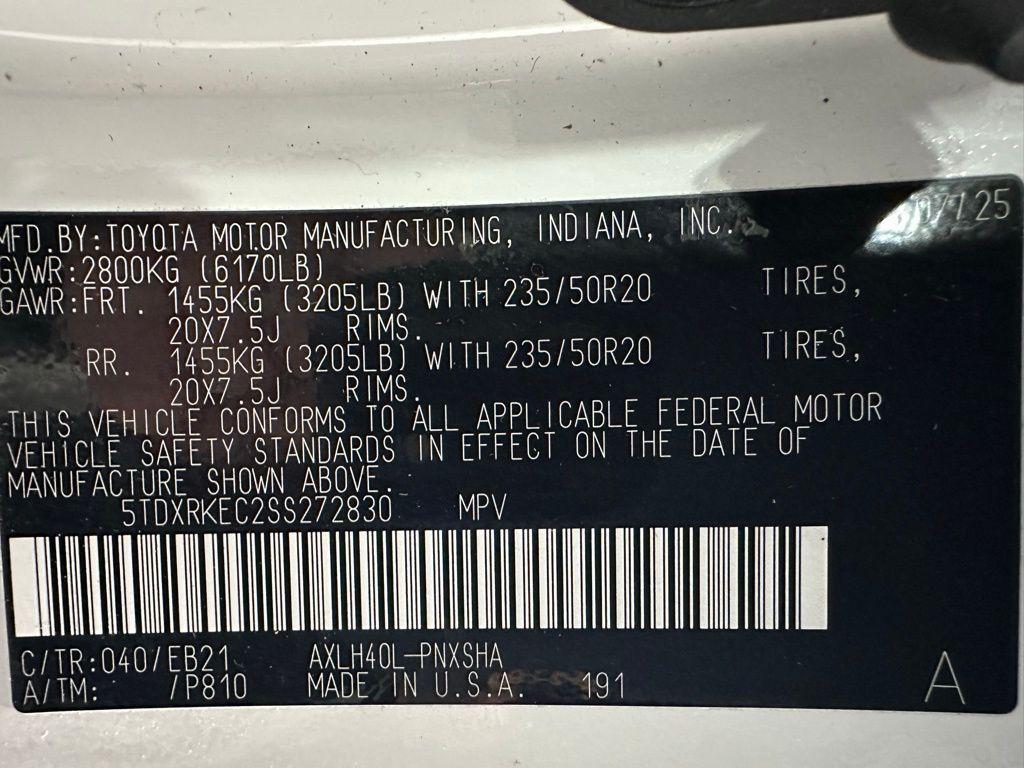 07/25
MFD.BY:TOYOTA MOTOR MANUFACTURING, INDIANA, INC.
GVWR:2800KG (6170LB)
GAWR:FRT. 1455KG (3205LB) WITH 235/50R20 TIRES,
20X7.5J RIMS.
RR. 1455KG (3205LB) WITH 235/50R20 TIRES,
20X7.5J RIMS.
THIS VEHICLE CONFORMS TO ALL APPLICABLE FEDERAL MOTOR
VEHICLE SAFETY STANDARDS IN EFFECT ON THE DATE OF
MANUFACTURE SHOWN ABOVE.
5TDXRKEC2SS272830 MPV
C/TR:040/EB21 AXLH40L-PNXSHA
A/TM: /P810 MADE IN U.S.A. 191
A